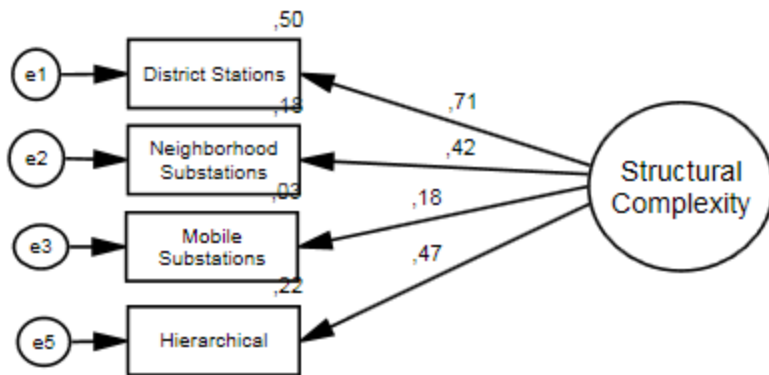 ,50
e1
District Stations
,71
,18
e2
Neighborhood
Substations
,42
,03
e3
Mobile
Substations
,18
,22
e5
Hierarchical
,47
Structural
Complexity